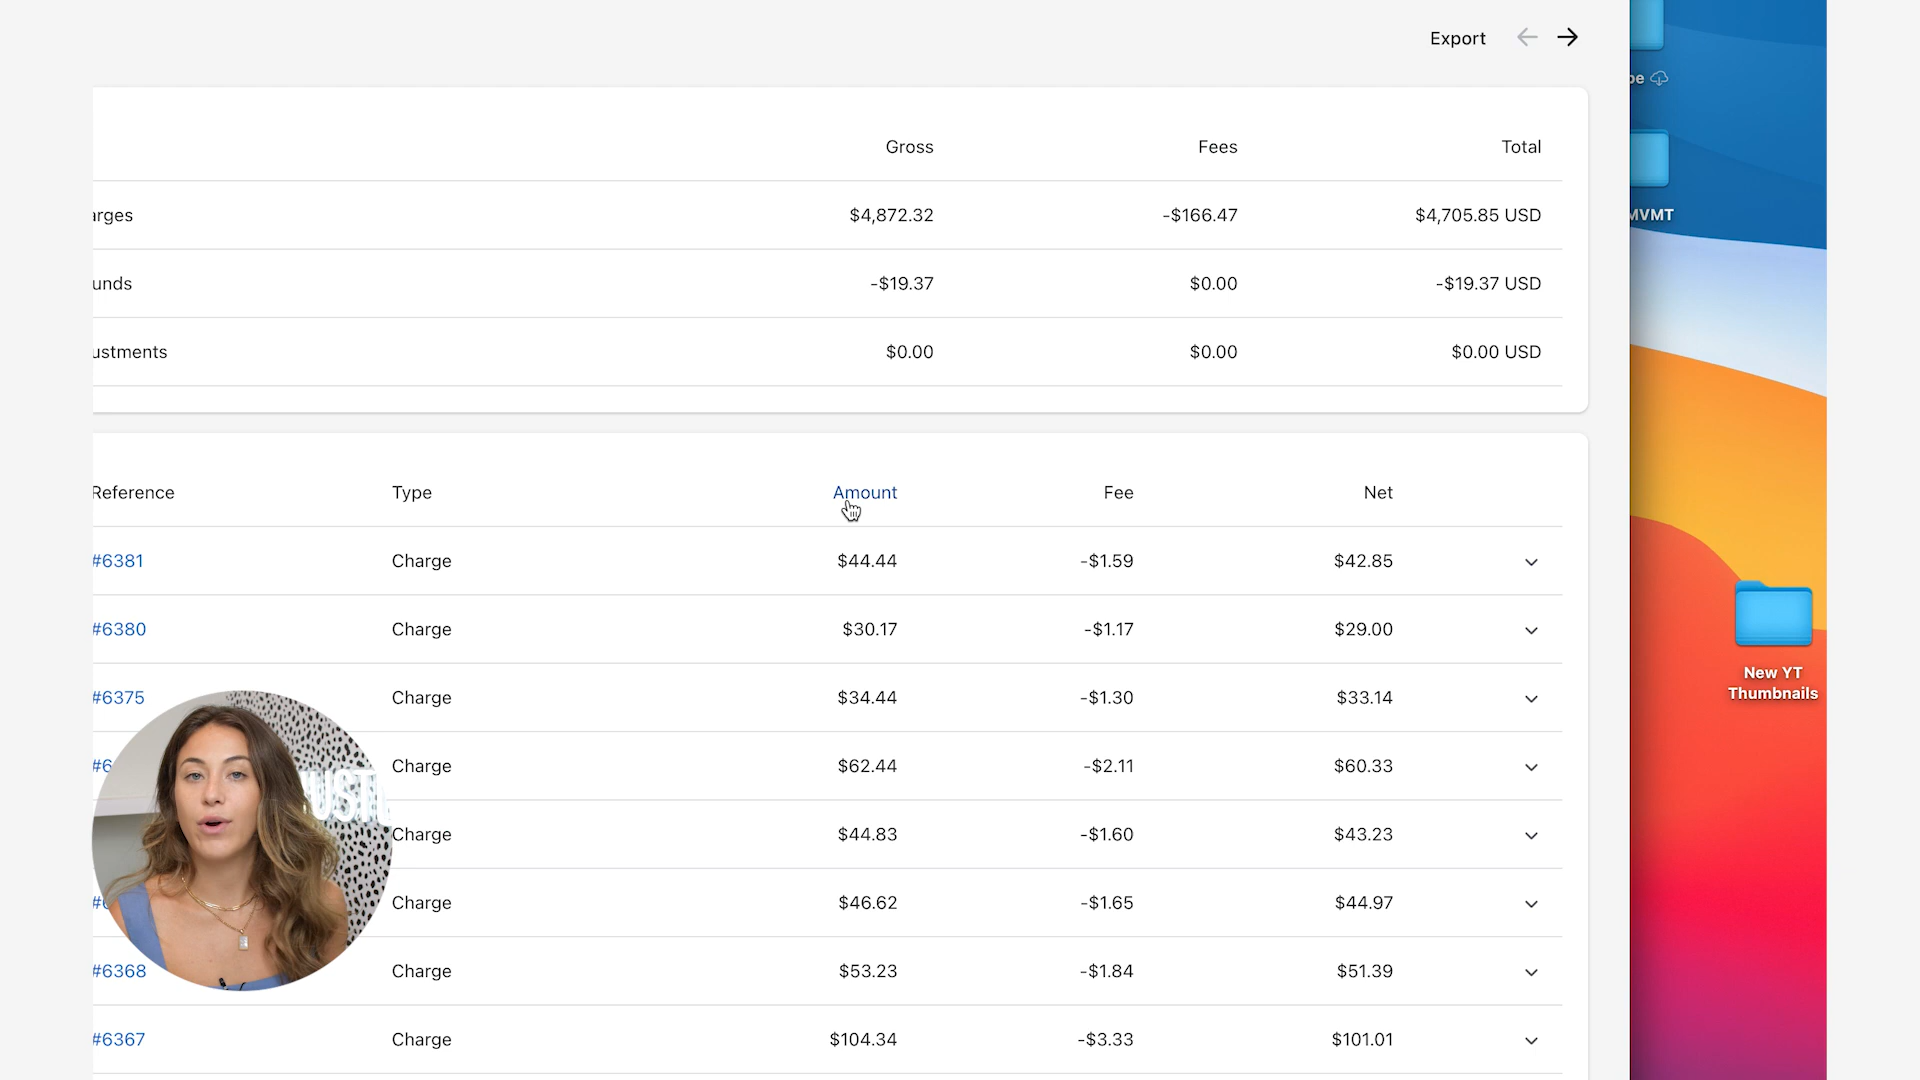 Export
be
MVMT
Gross Fees Total
arges $4,872.32 -$166.47 $4,705.85 USD
unds -$19.37 $0.00 -$19.37 USD
ustments $0.00 $0.00 $0.00 USD
Reference Type Amount Fee Net
#6381 Charge $44.44 -$1.59 $42.85
#6380 Charge $30.17 -$1.17 $29.00
#6375 Charge $34.44 -$1.30 $33.14
#6 Charge $62.44 -$2.11 $60.33
Charge $44.83 -$1.60 $43.23
#6 Charge $46.62 -$1.65 $44.97
#6368 Charge $53.23 -$1.84 $51.39
#6367 Charge $104.34 -$3.33 $101.01
New YT
Thumbnails
USTL